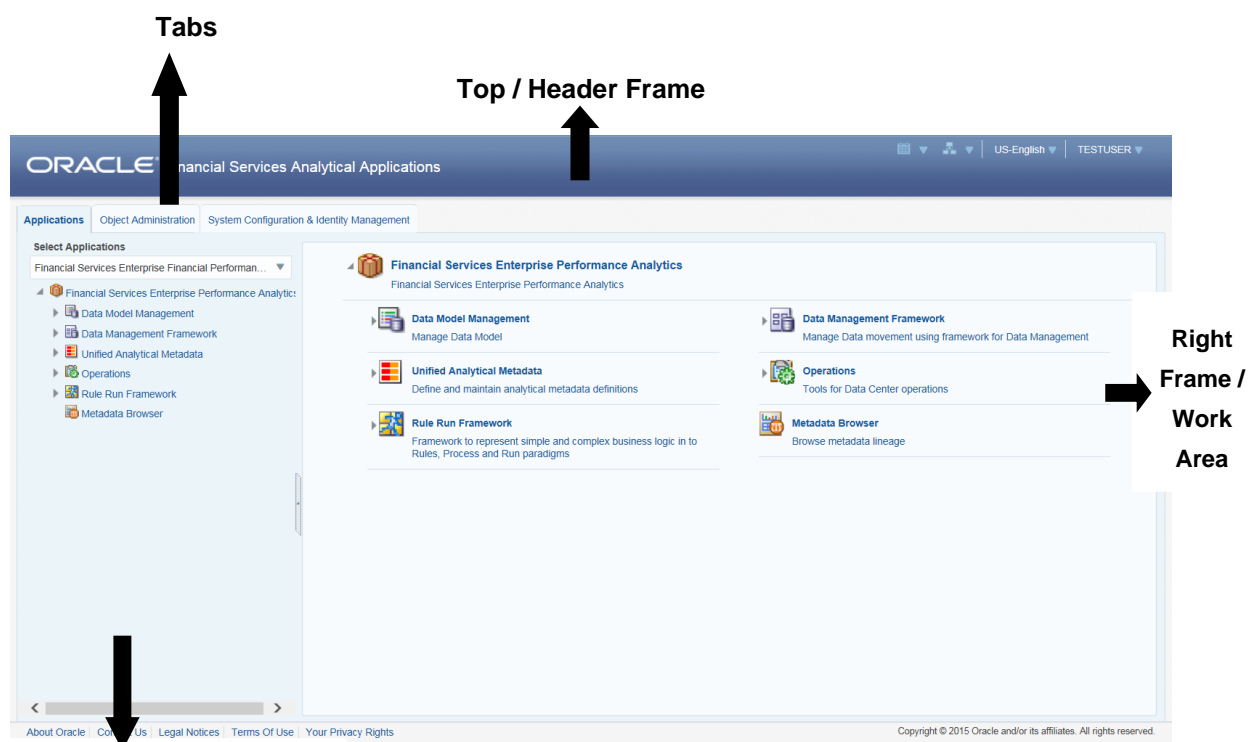 Tabs
Top / Header Frame
ORACLE Financial Services Analytical Applications
US-English TESTUSER
Applications Object Administration System Configuration & Identity Management
Select Applications
Financial Services Enterprise Financial Performan...
Financial Services Enterprise Performance Analytics
Data Model Management
Data Management Framework
Unified Analytical Metadata
Operations
Rule Run Framework
Metadata Browser
Financial Services Enterprise Performance Analytics
Financial Services Enterprise Performance Analytics
Data Model Management
Manage Data Model
Data Management Framework
Manage Data movement using framework for Data Management
Unified Analytical Metadata
Define and maintain analytical metadata definitions
Operations
Tools for Data Center operations
Rule Run Framework
Framework to represent simple and complex business logic in to
Rules, Process and Run paradigms
Metadata Browser
Browse metadata lineage
Right
Frame /
Work
Area
About Oracle Contact Us Legal Notices Terms Of Use Your Privacy Rights
Copyright © 2015 Oracle and/or its affiliates. All rights reserved.